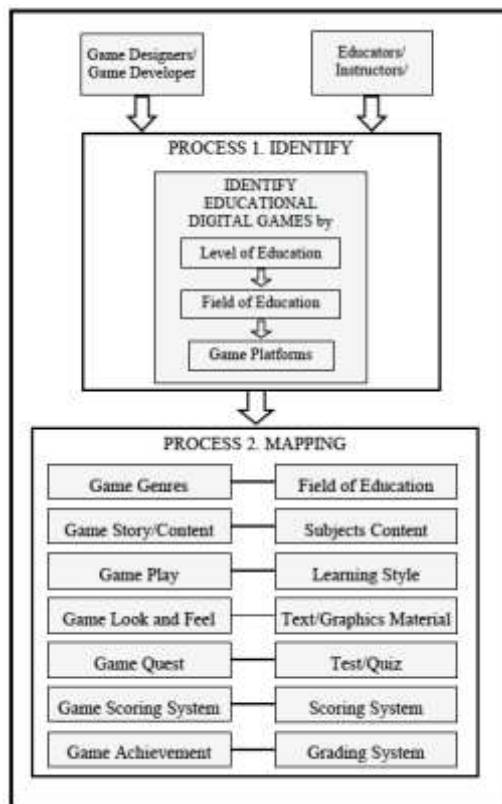 Game Designers/
Game Developer
Educators/
Instructors/
PROCESS 1. IDENTIFY
IDENTIFY
EDUCATIONAL
DIGITAL GAMES by
Level of Education
Field of Education
Game Platforms
PROCESS 2. MAPPING
Game Genres
Field of Education
Game Story/Content
Subjects Content
Game Play
Learning Style
Game Look and Feel
Text/Graphics Material
Game Quest
Test/Quiz
Game Scoring System
Scoring System
Game Achievement
Grading System